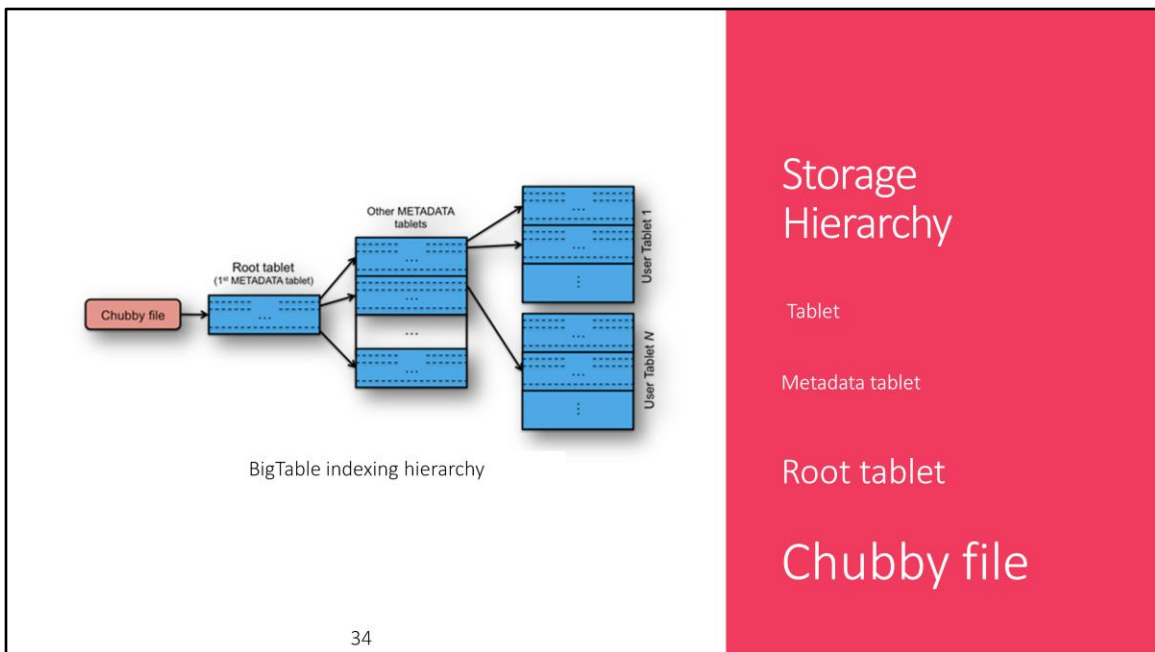 Other METADATA
tablets
Root tablet
(1st METADATA tablet)
Chubby file
...
...
...
...
...
...
...
⋮
User Tablet 1
...
...
⋮
User Tablet N
BigTable indexing hierarchy
34
Storage
Hierarchy
Tablet
Metadata tablet
Root tablet
Chubby file